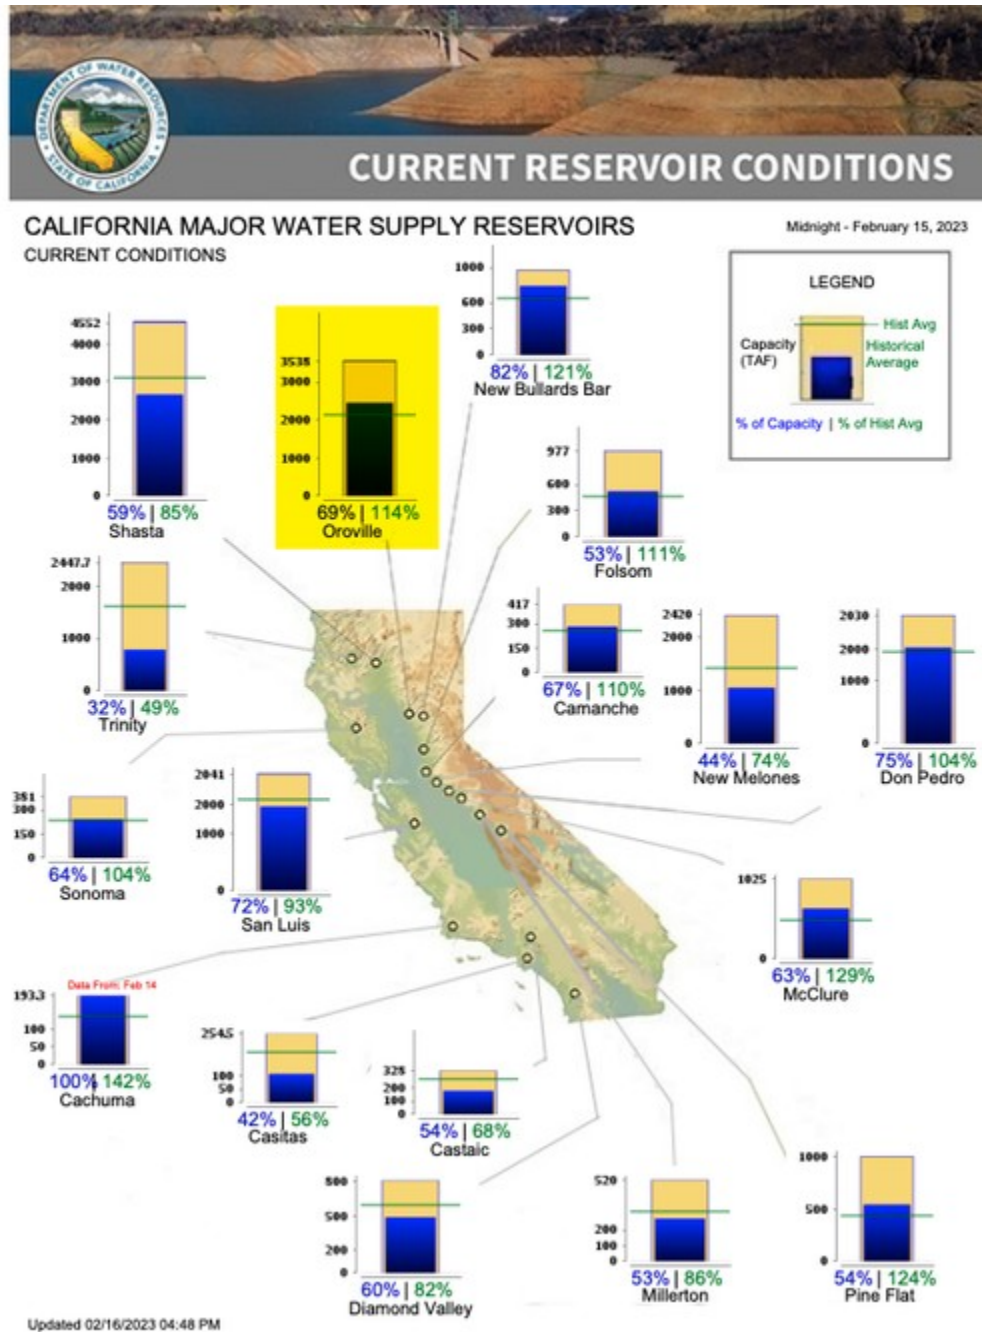 DEPARTMENT OF WATER RESOURCES
STATE OF CALIFORNIA
CURRENT RESERVOIR CONDITIONS
CALIFORNIA MAJOR WATER SUPPLY RESERVOIRS
Midnight - February 15, 2023
CURRENT CONDITIONS
LEGEND
Hist Avg
Capacity
(TAF)
Historical
Average
% of Capacity | % of Hist Avg
1000
600
300
0
82% | 121%
New Bullards Bar
4552
4000
3000
2000
1000
0
59% | 85%
Shasta
3538
3000
2000
1000
0
69% | 114%
Oroville
977
600
300
0
53% | 111%
Folsom
2447.7
2000
1000
0
32% | 49%
Trinity
417
300
150
0
67% | 110%
Camanche
2420
2000
1000
0
44% | 74%
New Melones
2030
2000
1000
0
75% | 104%
Don Pedro
381
300
150
0
64% | 104%
Sonoma
2041
2000
1000
0
72% | 93%
San Luis
1025
0
63% | 129%
McClure
Data From: Feb 14
193.3
100
50
0
100% 142%
Cachuma
254.5
100
50
0
42% | 56%
Casitas
325
200
100
0
54% | 68%
Castaic
800
500
200
0
60% | 82%
Diamond Valley
520
200
100
0
53% | 86%
Millerton
1000
500
0
54% | 124%
Pine Flat
Updated 02/16/2023 04:48 PM